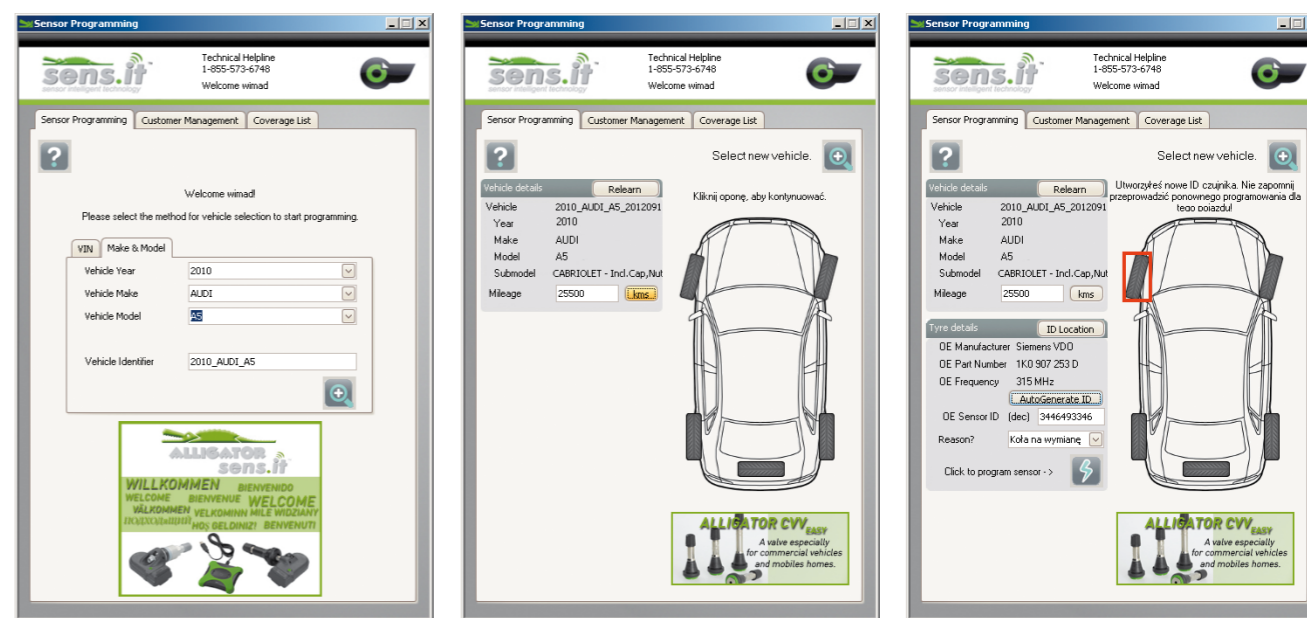 Sensor Programming
sens.it
sensor intelligent technology
Technical Helpline
1-855-573-6748
Welcome wimad
Sensor Programming Customer Management Coverage List
?
Welcome wimad!
Please select the method for vehicle selection to start programming.
VIN Make & Model
Vehicle Year 2010
Vehicle Make AUDI
Vehicle Model A5
Vehicle Identifier 2010_AUDI_A5
ALLIGATOR
sens.it
WILLKOMMEN BIENVENIDO
WELCOME BIENVENUE WELCOME
VÄLKOMMEN VELKOMINN MILE WIDZIANY
HOŞ GELDINIZ! BENVENUTI
Sensor Programming
sens.it
sensor intelligent technology
Technical Helpline
1-855-573-6748
Welcome wimad
Sensor Programming Customer Management Coverage List
?
Select new vehicle.
Vehicle details Relearn
Vehicle 2010_AUDI_A5_2012091
Year 2010
Make AUDI
Model A5
Submodel CABRIOLET - Incl.Cap,Nut
Mileage 25500 kms
Kliknij oponę, aby kontynuować.
ALLIGATOR CVV
EASY
A valve especially
for commercial vehicles
and mobiles homes.
Sensor Programming
sens.it
sensor intelligent technology
Technical Helpline
1-855-573-6748
Welcome wimad
Sensor Programming Customer Management Coverage List
?
Select new vehicle.
Vehicle details Relearn
Vehicle 2010_AUDI_A5_2012091
Year 2010
Make AUDI
Model A5
Submodel CABRIOLET - Incl.Cap,Nut
Mileage 25500 kms
Utworzyłeś nowe ID czujnika. Nie zapomnij
przeprowadzić ponownego programowania dla
tego pojazdu!
Tyre details ID Location
OE Manufacturer Siemens VDO
OE Part Number 1K0 907 253 D
OE Frequency 315 MHz
AutoGenerate ID
OE Sensor ID (dec) 3446493346
Reason? Koła na wymianę
Click to program sensor - >
ALLIGATOR CVV
EASY
A valve especially
for commercial vehicles
and mobiles homes.